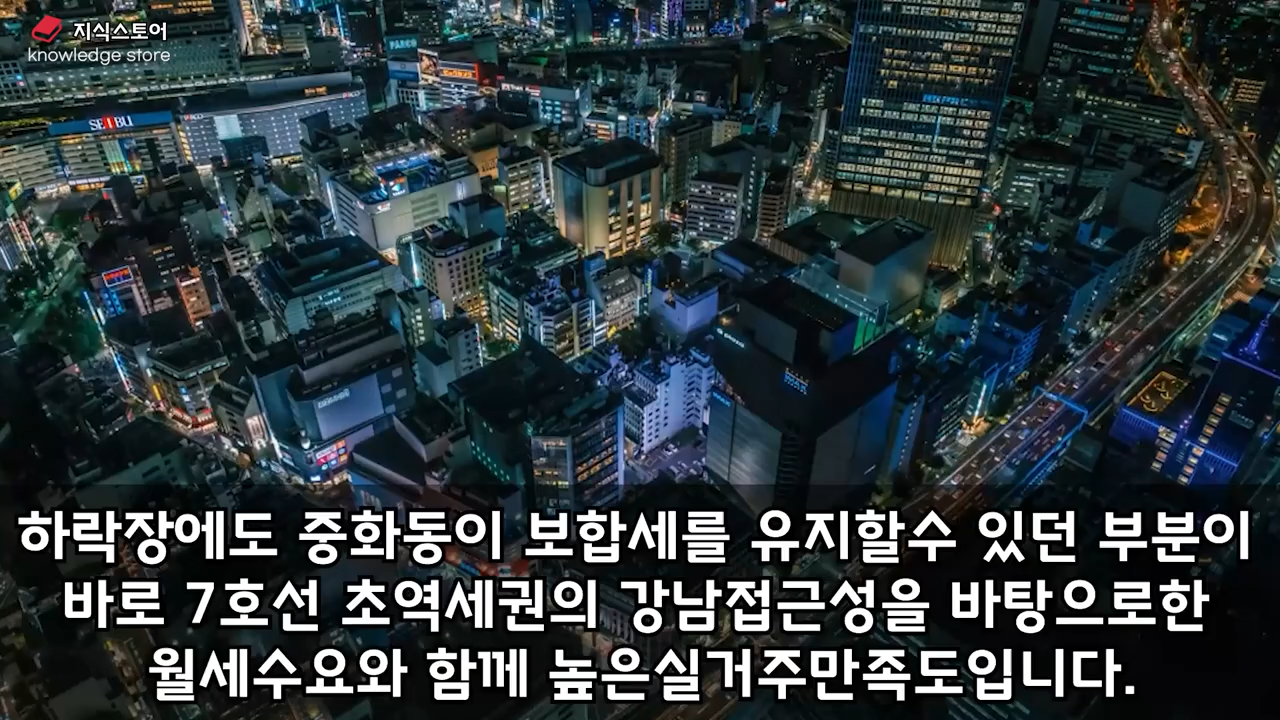 지식스토어
knowledge store
PARCO
SEIBU
하락장에도 중화동이 보합세를 유지할수 있던 부분이
바로 7호선 초역세권의 강남접근성을 바탕으로한
월세수요와 함께 높은실거주만족도입니다.